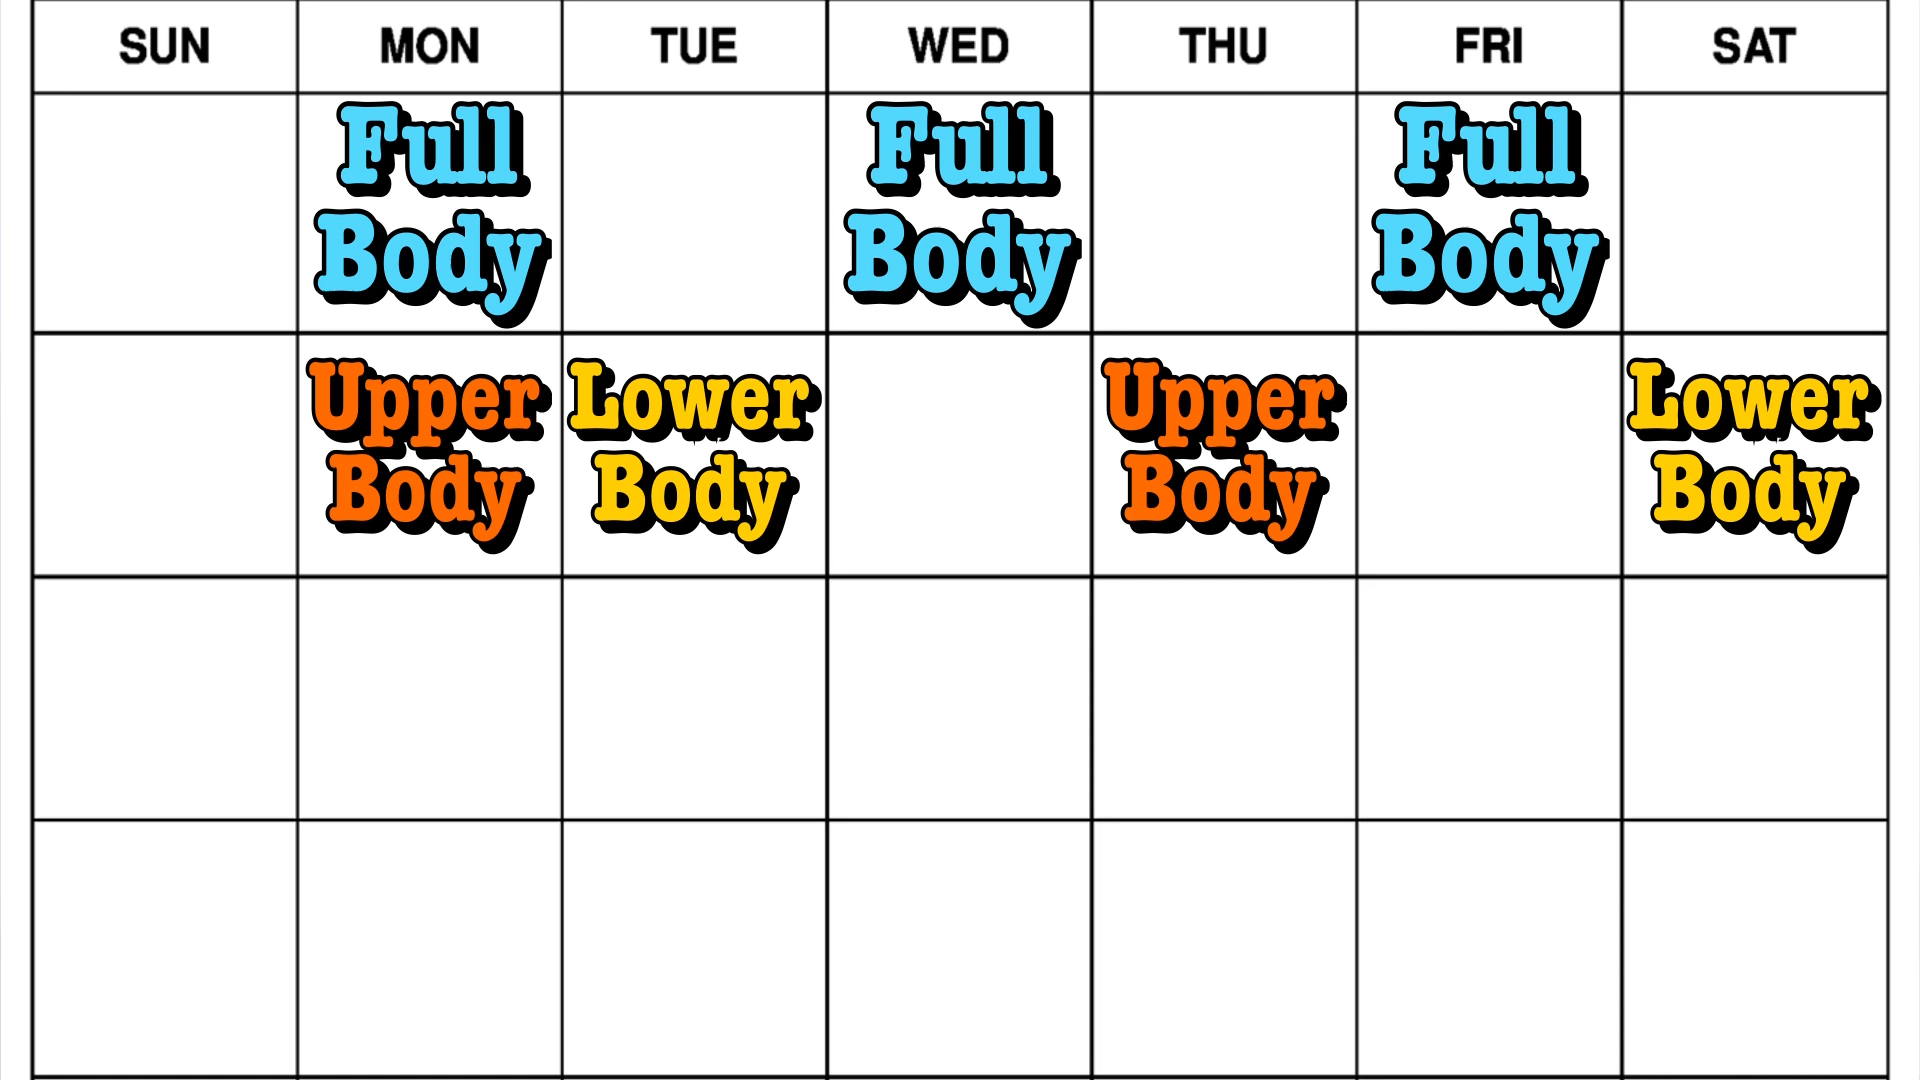 SUN MON TUE WED THU FRI SAT
Full Full Full
Body Body Body
Upper Lower Upper Lower
Body Body Body Body